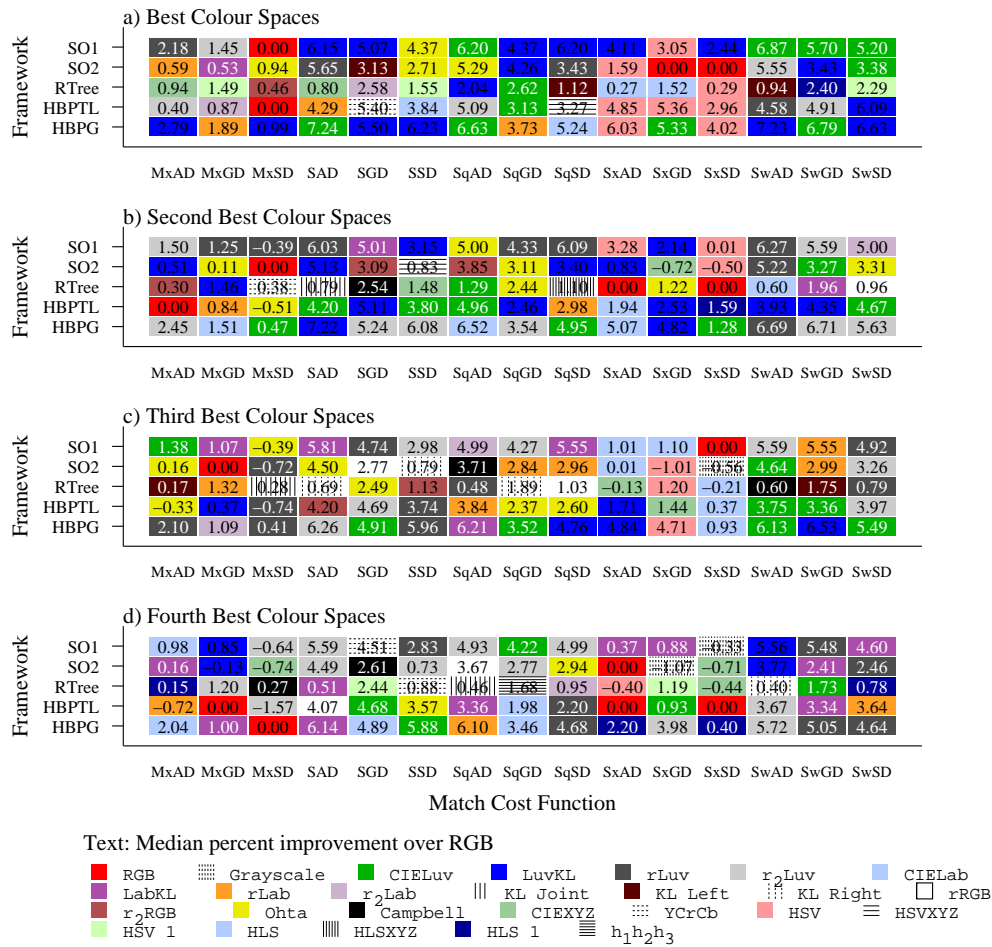 a) Best Colour Spaces
Framework
SO1 2.18 1.45 0.00 6.15 5.07 4.37 6.20 4.37 6.20 4.11 3.05 2.44 6.87 5.70 5.20
SO2 0.59 0.53 0.94 5.65 3.13 2.71 5.29 4.26 3.43 1.59 0.00 0.00 5.55 3.43 3.38
RTree 0.94 1.49 0.46 0.80 2.58 1.55 2.04 2.62 1.12 0.27 1.52 0.29 0.94 2.40 2.29
HBPTL 0.40 0.87 0.00 4.29 5.40 3.84 5.09 3.13 3.27 4.85 5.36 2.96 4.58 4.91 6.09
HBPG 2.79 1.89 0.99 7.24 5.50 6.23 6.63 3.73 5.24 6.03 5.33 4.02 7.23 6.79 6.63
MxAD MxGD MxSD SAD SGD SSD SqAD SqGD SqSD SxAD SxGD SxSD SwAD SwGD SwSD
b) Second Best Colour Spaces
Framework
SO1 1.50 1.25 −0.39 6.03 5.01 3.15 5.00 4.33 6.09 3.28 2.14 0.01 6.27 5.59 5.00
SO2 0.51 0.11 0.00 5.13 3.09 0.83 3.85 3.11 3.40 0.83 −0.72 −0.50 5.22 3.27 3.31
RTree 0.30 1.46 0.38 0.79 2.54 1.48 1.29 2.44 1.10 0.00 1.22 0.00 0.60 1.96 0.96
HBPTL 0.00 0.84 −0.51 4.20 5.11 3.80 4.96 2.46 2.98 1.94 2.53 1.59 3.93 4.35 4.67
HBPG 2.45 1.51 0.47 7.22 5.24 6.08 6.52 3.54 4.95 5.07 4.82 1.28 6.69 6.71 5.63
MxAD MxGD MxSD SAD SGD SSD SqAD SqGD SqSD SxAD SxGD SxSD SwAD SwGD SwSD
c) Third Best Colour Spaces
Framework
SO1 1.38 1.07 −0.39 5.81 4.74 2.98 4.99 4.27 5.55 1.01 1.10 0.00 5.59 5.55 4.92
SO2 0.16 0.00 −0.72 4.50 2.77 0.79 3.71 2.84 2.96 0.01 −1.01 −0.56 4.64 2.99 3.26
RTree 0.17 1.32 0.28 0.69 2.49 1.13 0.48 1.89 1.03 −0.13 1.20 −0.21 0.60 1.75 0.79
HBPTL −0.33 0.37 −0.74 4.20 4.69 3.74 3.84 2.37 2.60 1.71 1.44 0.37 3.75 3.36 3.97
HBPG 2.10 1.09 0.41 6.26 4.91 5.96 6.21 3.52 4.76 4.84 4.71 0.93 6.13 6.53 5.49
MxAD MxGD MxSD SAD SGD SSD SqAD SqGD SqSD SxAD SxGD SxSD SwAD SwGD SwSD
d) Fourth Best Colour Spaces
Framework
SO1 0.98 0.85 −0.64 5.59 4.51 2.83 4.93 4.22 4.99 0.37 0.88 −0.33 5.56 5.48 4.60
SO2 0.16 −0.13 −0.74 4.49 2.61 0.73 3.67 2.77 2.94 0.00 −1.07 −0.71 3.77 2.41 2.46
RTree 0.15 1.20 0.27 0.51 2.44 0.88 0.46 1.68 0.95 −0.40 1.19 −0.44 0.40 1.73 0.78
HBPTL −0.72 0.00 −1.57 4.07 4.68 3.57 3.36 1.98 2.20 0.00 0.93 0.00 3.67 3.34 3.64
HBPG 2.04 1.00 0.00 6.14 4.89 5.88 6.10 3.46 4.68 2.20 3.98 0.40 5.72 5.05 4.64
MxAD MxGD MxSD SAD SGD SSD SqAD SqGD SqSD SxAD SxGD SxSD SwAD SwGD SwSD
Match Cost Function
Text: Median percent improvement over RGB
RGB Grayscale CIELuv LuvKL rLuv r2Luv CIELab
LabKL rLab r2Lab KL Joint KL Left KL Right rRGB
r2RGB Ohta Campbell CIEXYZ YCrCb HSV HSVXYZ
HSV 1 HLS HLSXYZ HLS 1 h1h2h3